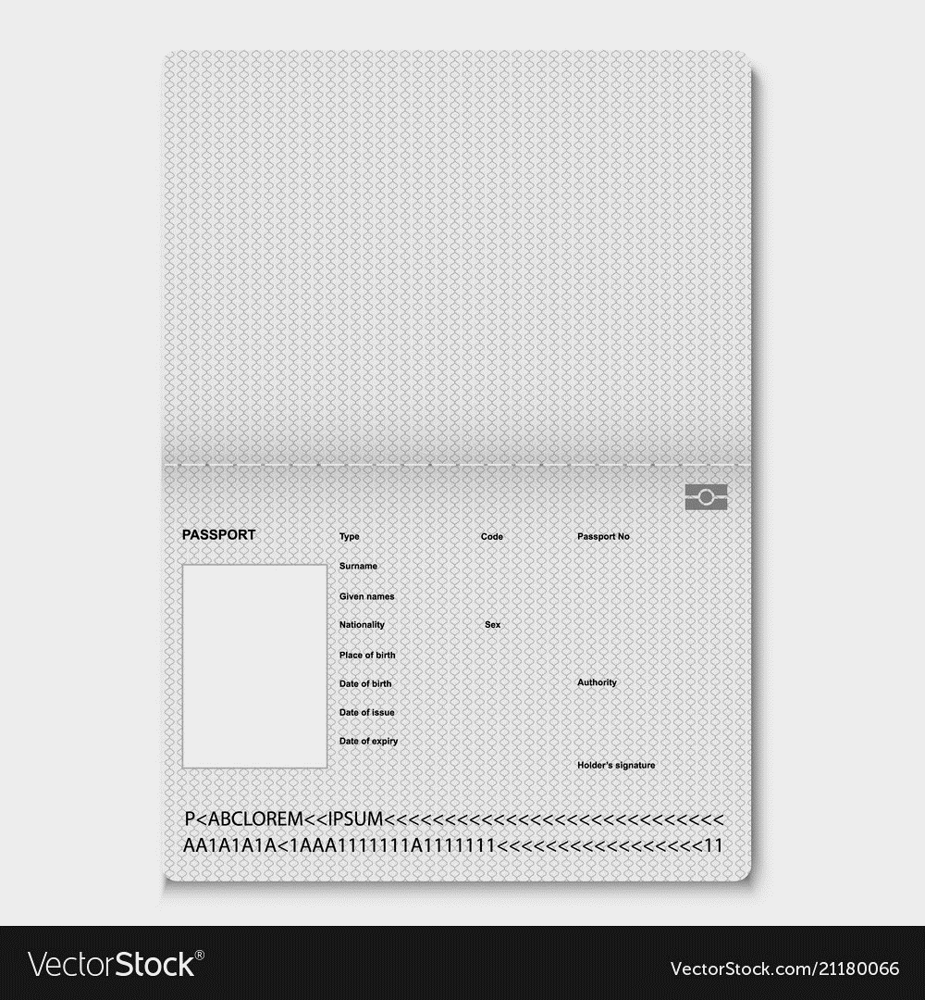 PASSPORT
Type Code Passport No
Surname
Given names
Nationality Sex
Place of birth
Date of birth
Authority
Date of issue
Date of expiry
Holder's signature
P<ABCLOREM<<IPSUM<<<<<<<<<<<<<<<<<<<<<<<<<<<<
AA1A1A1A<1AAA1111111A1111111<<<<<<<<<<<<<<<<<11
VectorStock®
VectorStock.com/21180066